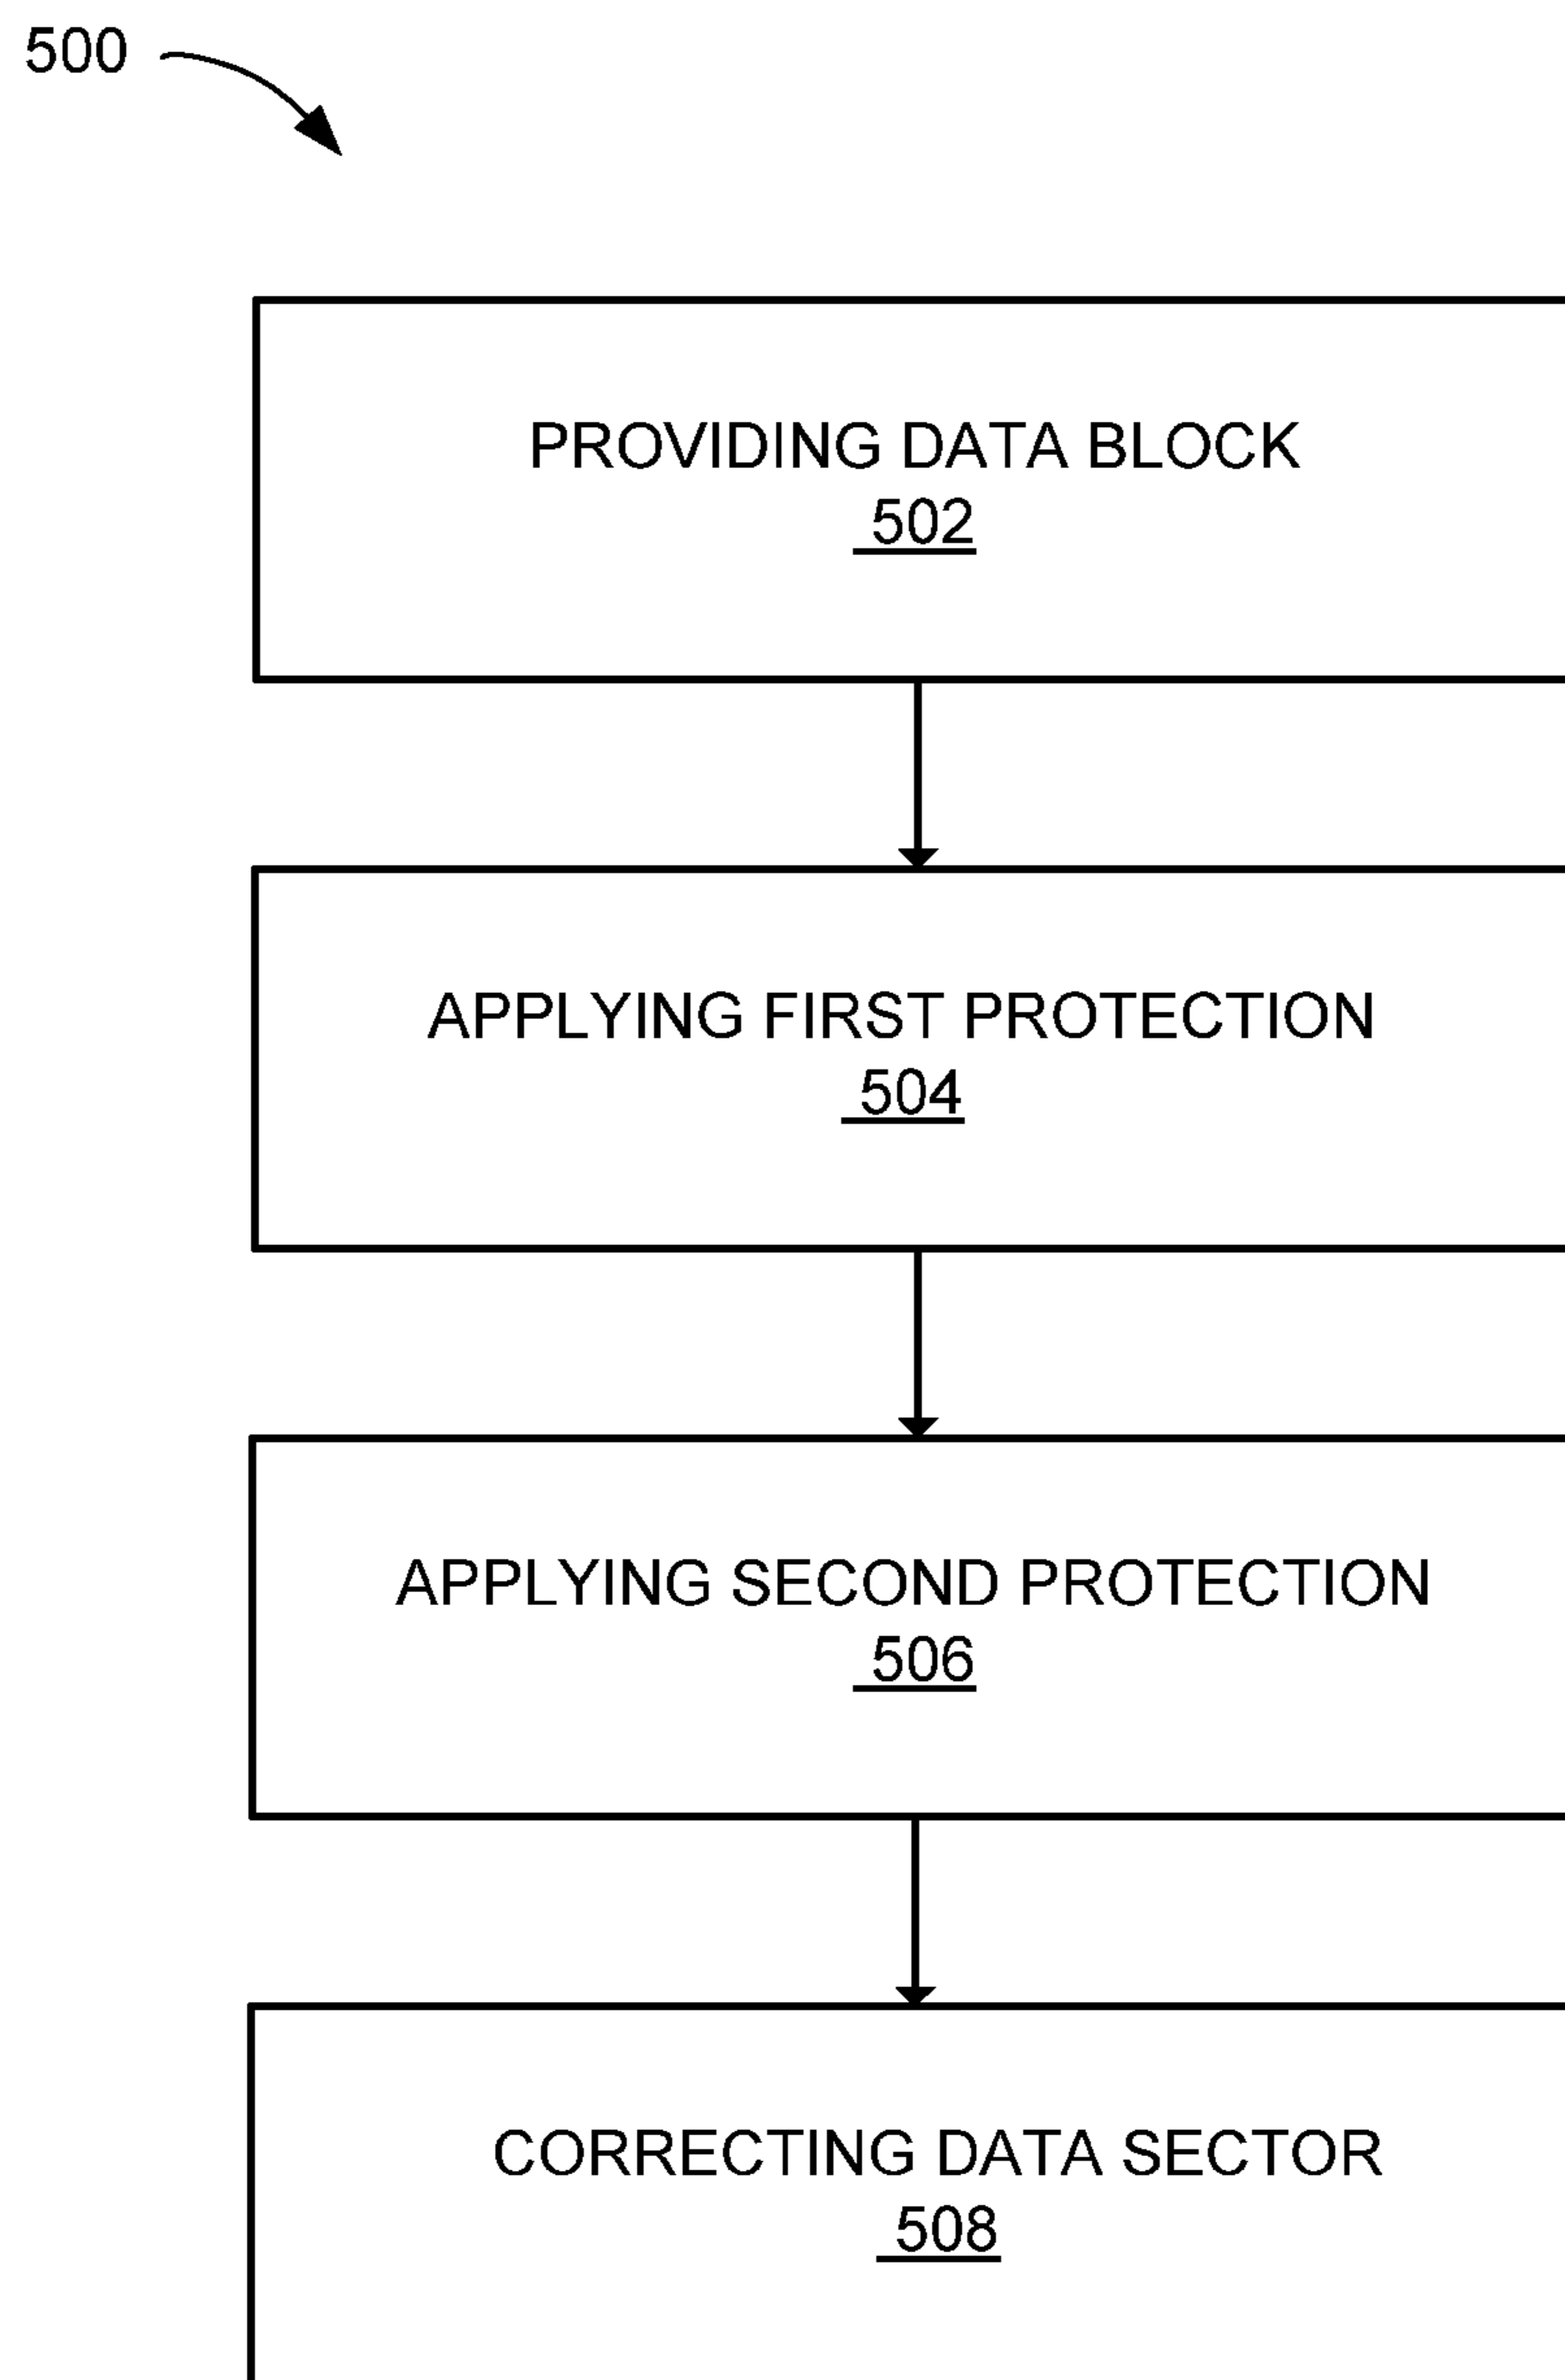 500
PROVIDING DATA BLOCK
502
APPLYING FIRST PROTECTION
504
APPLYING SECOND PROTECTION
506
CORRECTING DATA SECTOR
508